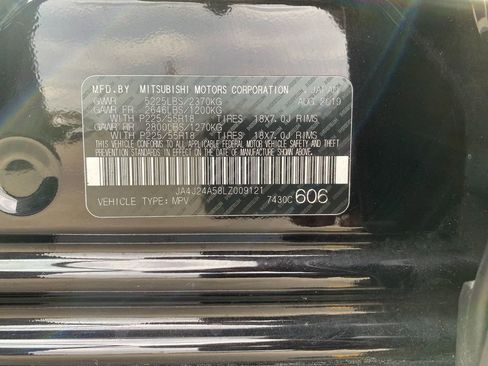 MFD.BY MITSUBISHI MOTORS CORPORATION JAPAN
GVWR 5225LBS/2370KG AUG 2019
GAWR FR 2646LBS/1200KG
WITH P225/55R18 TIRES 18X7.0J RIMS
GAWR RR 2800LBS/1270KG
WITH P225/55R18 TIRES 18X7.0J RIMS
THIS VEHICLE CONFORMS TO ALL APPLICABLE
FEDERAL MOTOR VEHICLE SAFETY AND THEFT
PREVENTION STANDARDS IN EFFECT ON THE
DATE OF MANUFACTURE SHOWN ABOVE.
JA4J24A58LZ009121
VEHICLE TYPE: MPV 7430C 606